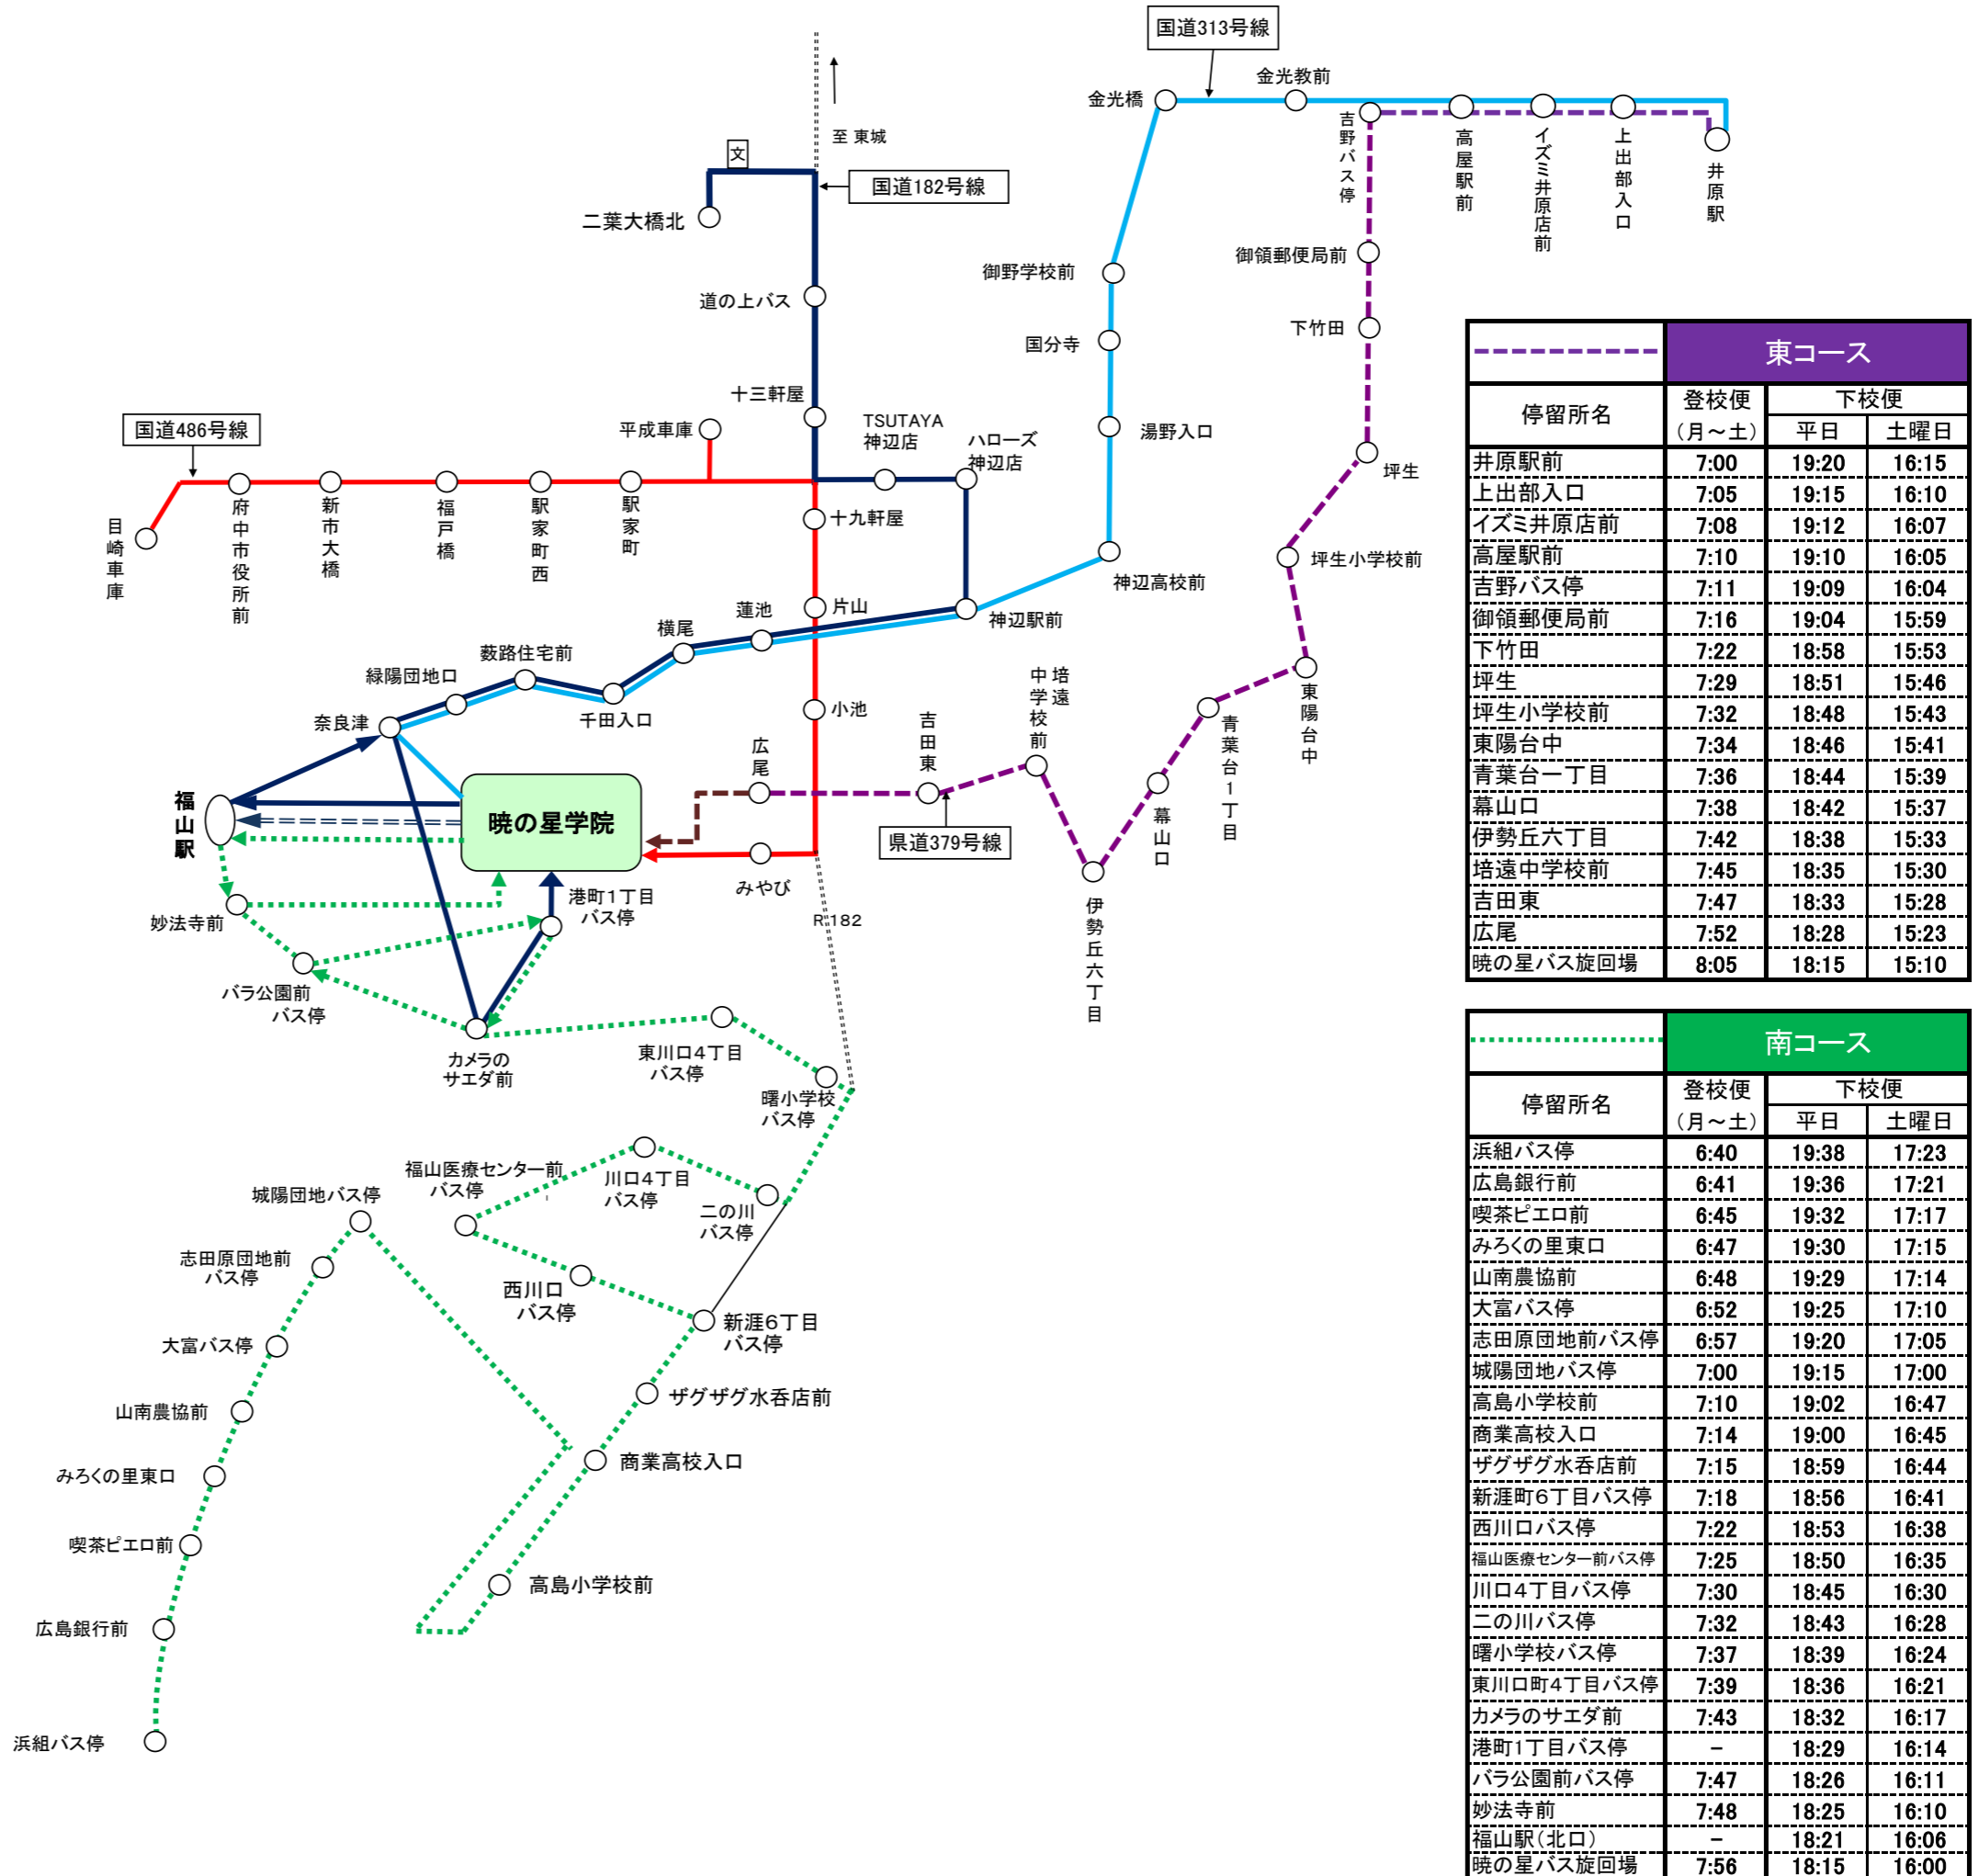 国道313号線
金光橋
金光教前
吉野バス停
高屋駅前
イズミ井原店前
上出部入口
井原駅
至 東城
文
国道182号線
二葉大橋北
御野学校前
御領郵便局前
道の上バス
国分寺
下竹田
十三軒屋
TSUTAYA
神辺店
ハローズ
神辺店
湯野入口
坪生
国道486号線
平成車庫
目崎車庫
府中市役所前
新市大橋
福戸橋
駅家町西
駅家町
十九軒屋
神辺高校前
坪生小学校前
片山
神辺駅前
蓮池
横尾
薮路住宅前
緑陽団地口
千田入口
奈良津
小池
東陽台中
青葉台1丁目
幕山口
伊勢丘六丁目
培遠
中学校前
吉田東
広尾
県道379号線
福山駅
暁の星学院
みやび
R 182
港町1丁目
バス停
妙法寺前
バラ公園前
バス停
カメラの
サエダ前
東川口4丁目
バス停
曙小学校
バス停
福山医療センター前
バス停
川口4丁目
バス停
二の川
バス停
城陽団地バス停
志田原団地前
バス停
西川口
バス停
新涯6丁目
バス停
大富バス停
ザグザグ水呑店前
山南農協前
商業高校入口
みろくの里東口
喫茶ピエロ前
高島小学校前
広島銀行前
浜組バス停
東コース
停留所名 登校便 下校便
(月～土) 平日 土曜日
井原駅前 7:00 19:20 16:15
上出部入口 7:05 19:15 16:10
イズミ井原店前 7:08 19:12 16:07
高屋駅前 7:10 19:10 16:05
吉野バス停 7:11 19:09 16:04
御領郵便局前 7:16 19:04 15:59
下竹田 7:22 18:58 15:53
坪生 7:29 18:51 15:46
坪生小学校前 7:32 18:48 15:43
東陽台中 7:34 18:46 15:41
青葉台一丁目 7:36 18:44 15:39
幕山口 7:38 18:42 15:37
伊勢丘六丁目 7:42 18:38 15:33
培遠中学校前 7:45 18:35 15:30
吉田東 7:47 18:33 15:28
広尾 7:52 18:28 15:23
暁の星バス旋回場 8:05 18:15 15:10
南コース
停留所名 登校便 下校便
(月～土) 平日 土曜日
浜組バス停 6:40 19:38 17:23
広島銀行前 6:41 19:36 17:21
喫茶ピエロ前 6:45 19:32 17:17
みろくの里東口 6:47 19:30 17:15
山南農協前 6:48 19:29 17:14
大富バス停 6:52 19:25 17:10
志田原団地前バス停 6:57 19:20 17:05
城陽団地バス停 7:00 19:15 17:00
高島小学校前 7:10 19:02 16:47
商業高校入口 7:14 19:00 16:45
ザグザグ水呑店前 7:15 18:59 16:44
新涯町6丁目バス停 7:18 18:56 16:41
西川口バス停 7:22 18:53 16:38
福山医療センター前バス停 7:25 18:50 16:35
川口4丁目バス停 7:30 18:45 16:30
二の川バス停 7:32 18:43 16:28
曙小学校バス停 7:37 18:39 16:24
東川口町4丁目バス停 7:39 18:36 16:21
カメラのサエダ前 7:43 18:32 16:17
港町1丁目バス停 － 18:29 16:14
バラ公園前バス停 7:47 18:26 16:11
妙法寺前 7:48 18:25 16:10
福山駅(北口) － 18:21 16:06
暁の星バス旋回場 7:56 18:15 16:00